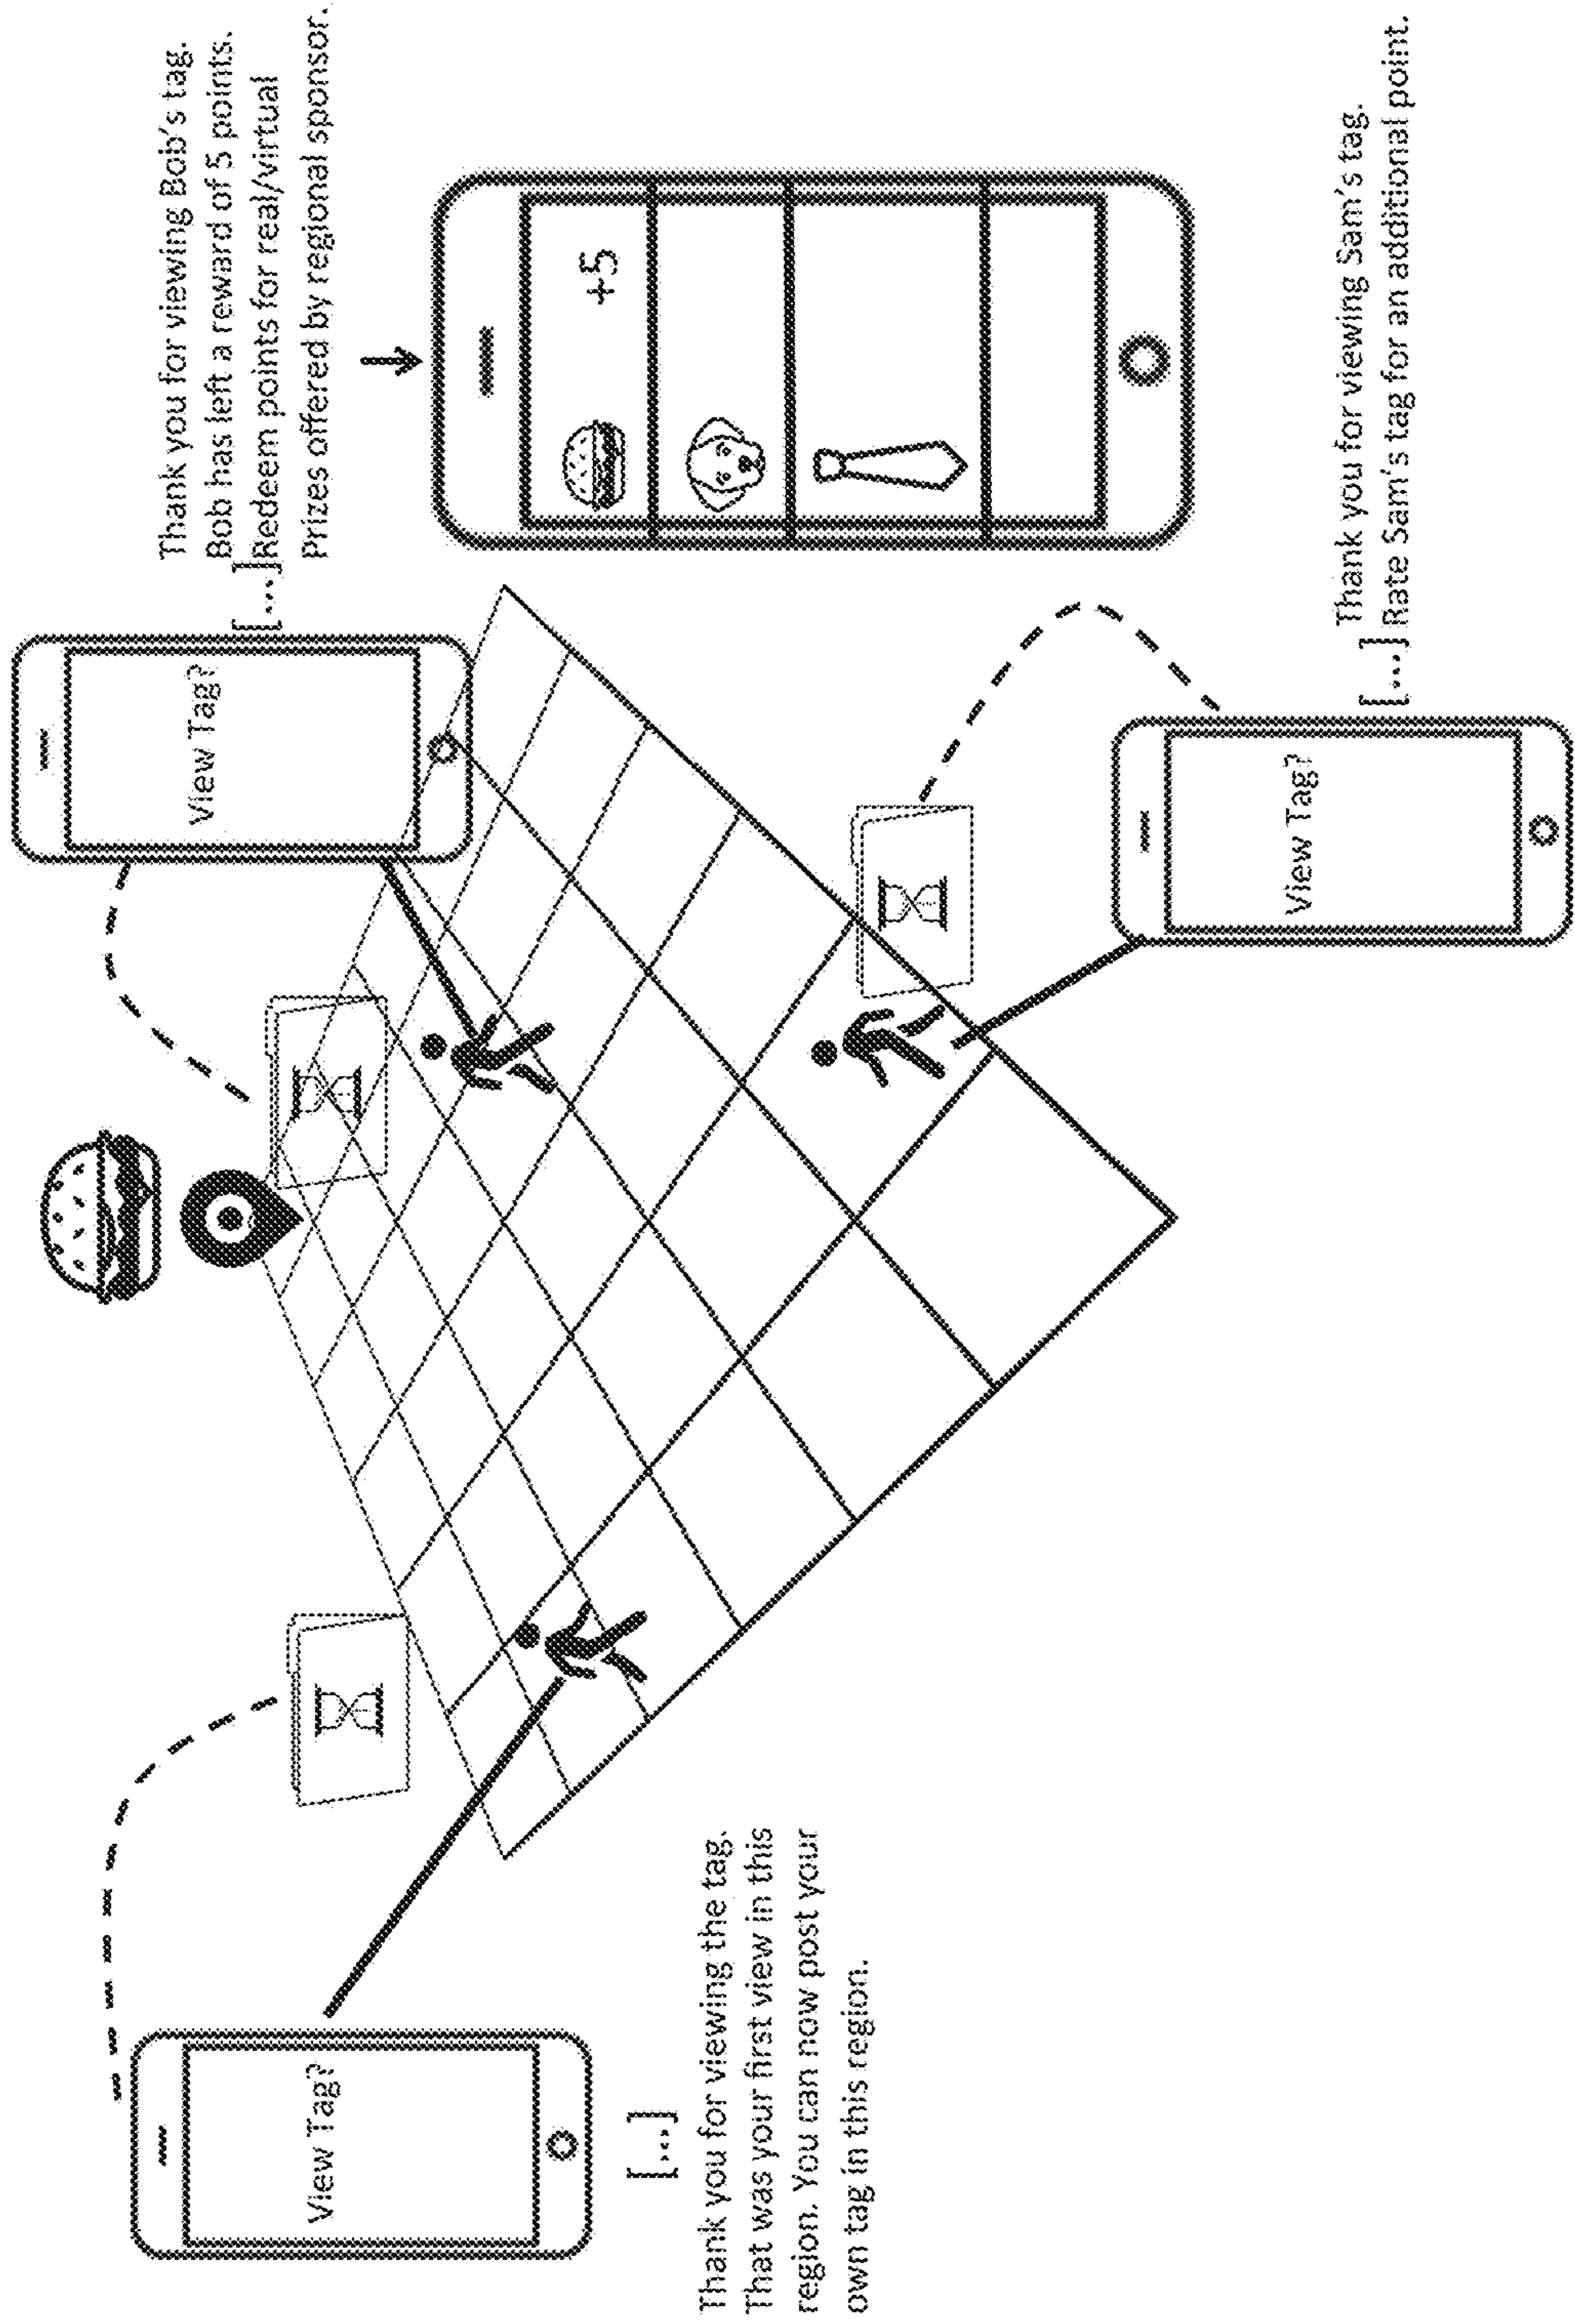 View Tag?
[...]
Thank you for viewing the tag.
That was your first view in this
region. You can now post your
own tag in this region.
View Tag?
Thank you for viewing Bob's tag.
Bob has left a reward of 5 points.
[...]Redeem points for real/virtual
Prizes offered by regional sponsor.
+5
View Tag?
Thank you for viewing Sam's tag.
[...] Rate Sam's tag for an additional point.